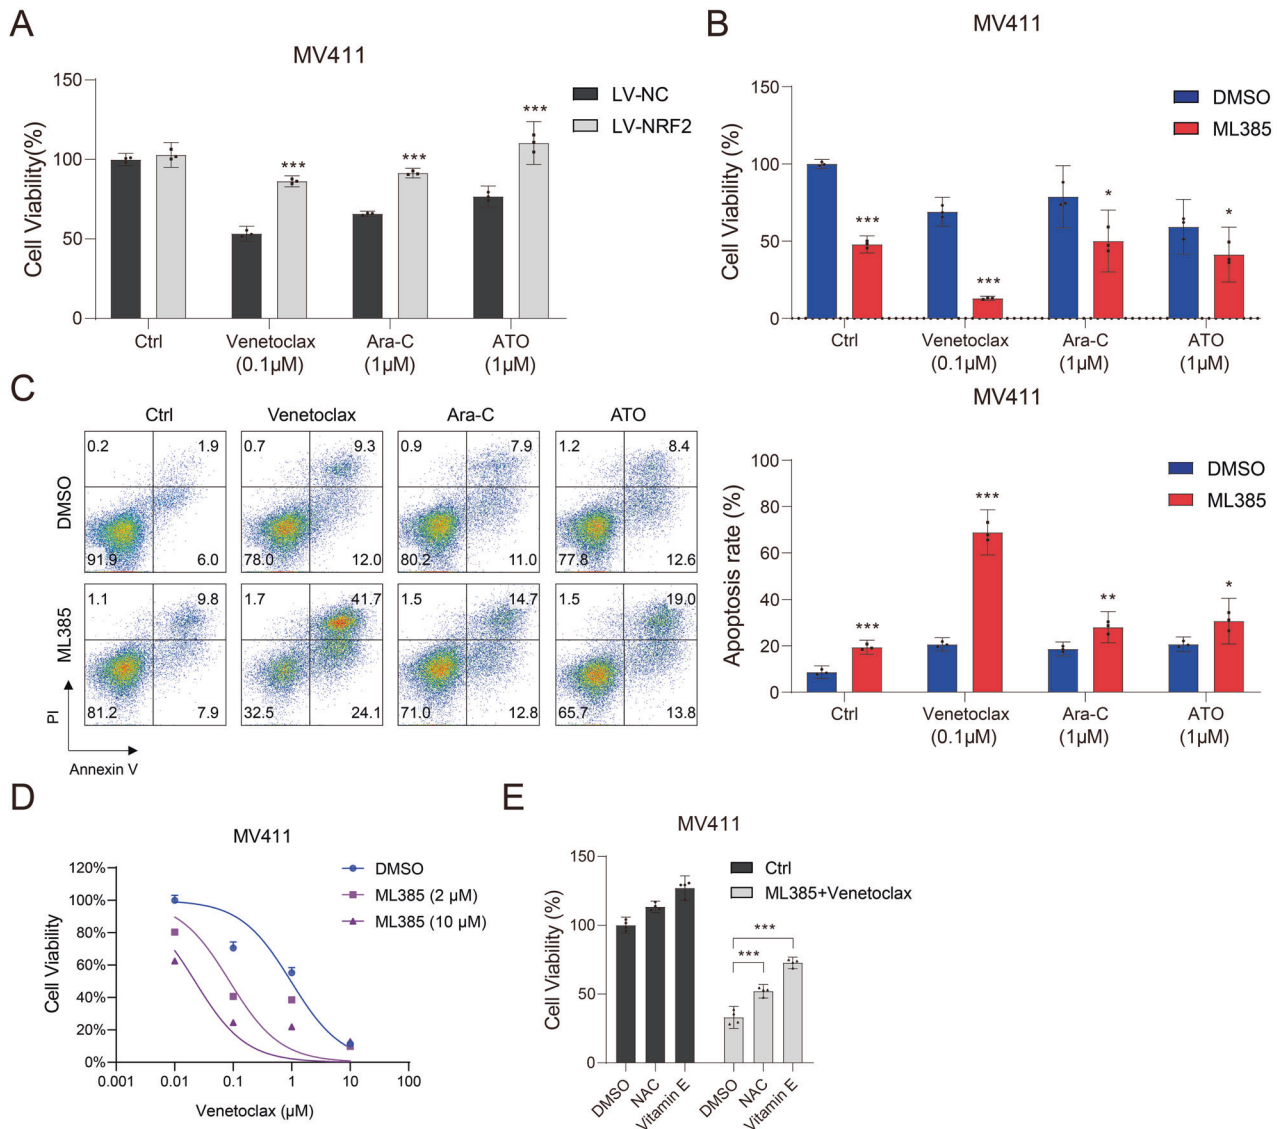 A
MV411
150
100
50
0
Cell Viability(%)
LV-NC
LV-NRF2
***
***
***
Ctrl
Venetoclax
(0.1μM)
Ara-C
(1μM)
ATO
(1μM)
B
MV411
150
100
50
0
Cell Viability (%)
DMSO
ML385
***
***
*
*
Ctrl
Venetoclax
(0.1μM)
Ara-C
(1μM)
ATO
(1μM)
C
Ctrl
Venetoclax
Ara-C
ATO
DMSO
0.2
1.9
0.7
9.3
0.9
7.9
1.2
8.4
91.9
6.0
78.0
12.0
80.2
11.0
77.8
12.6
ML385
1.1
9.8
1.7
41.7
1.5
14.7
1.5
19.0
81.2
7.9
32.5
24.1
71.0
12.8
65.7
13.8
PI
Annexin V
MV411
100
80
60
40
20
0
Apoptosis rate (%)
DMSO
ML385
***
***
**
*
Ctrl
Venetoclax
(0.1μM)
Ara-C
(1μM)
ATO
(1μM)
D
MV411
120%
100%
80%
60%
40%
20%
0%
Cell Viability
DMSO
ML385 (2 μM)
ML385 (10 μM)
0.001
0.01
0.1
1
10
100
Venetoclax (μM)
E
MV411
150
100
50
0
Cell Viability (%)
Ctrl
ML385+Venetoclax
***
***
DMSO
NAC
Vitamin E
DMSO
NAC
Vitamin E